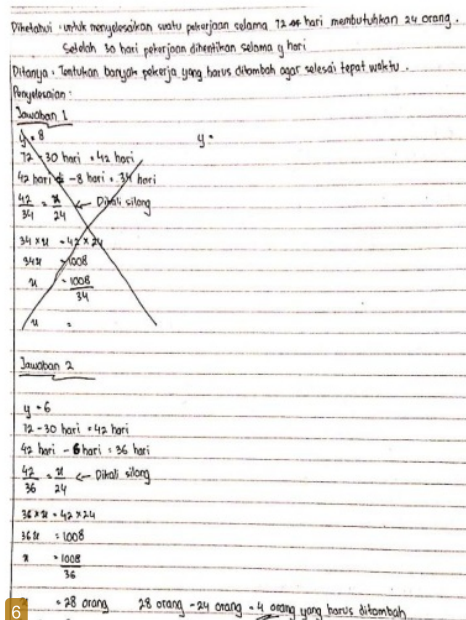 Diketahui : untuk menyelesaikan suatu pekerjaan selama 72 hari membutuhkan 24 orang.
Setelah 30 hari pekerjaan dihentikan selama y hari
Ditanya : Tentukan banyak pekerja yang harus ditambah agar selesai tepat waktu.
Penyelesaian :
Jawaban 1
y = 8 y =
72 - 30 hari = 42 hari
42 hari - 8 hari = 34 hari
42/34 = x/24 ← Dikali silang
34 × x = 42 × 24
34x = 1008
x = 1008/34
x =
Jawaban 2
y = 6
72 - 30 hari = 42 hari
42 hari - 6 hari = 36 hari
42/36 = x/24 ← Dikali silang
36 × x = 42 × 24
36x = 1008
x = 1008/36
= 28 orang 28 orang - 24 orang = 4 orang yang harus ditambah
6